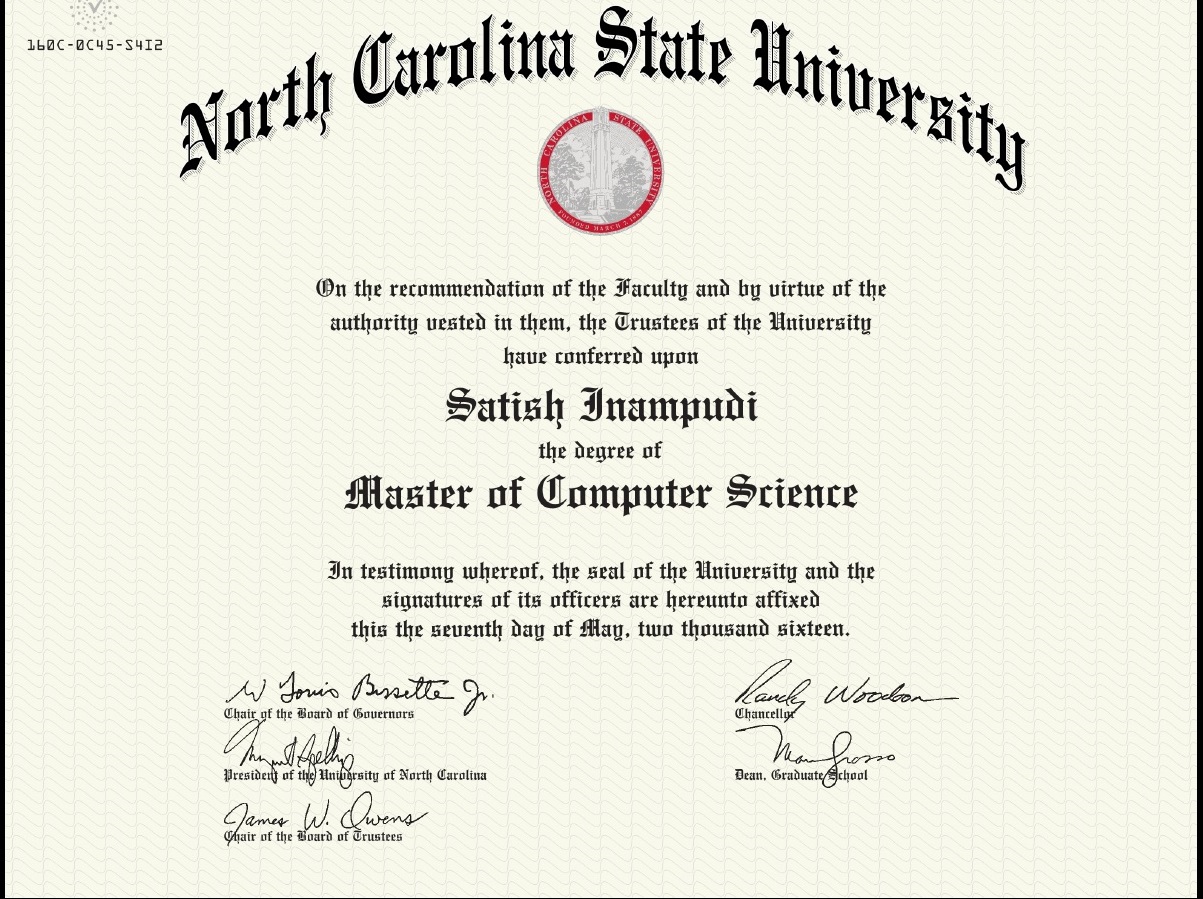 160C-0C45-S4I2
North Carolina State University
NORTH CAROLINA STATE UNIVERSITY
FOUNDED MARCH 7, 1887
On the recommendation of the Faculty and by virtue of the
authority vested in them, the Trustees of the University
have conferred upon
Satish Inampudi
the degree of
Master of Computer Science
In testimony whereof, the seal of the University and the
signatures of its officers are hereunto affixed
this the seventh day of May, two thousand sixteen.
W Louis Bissette Jr.
Chair of the Board of Governors
Randy Woodson
Chancellor
President of the University of North Carolina
Dean, Graduate School
James W. Owens
Chair of the Board of Trustees